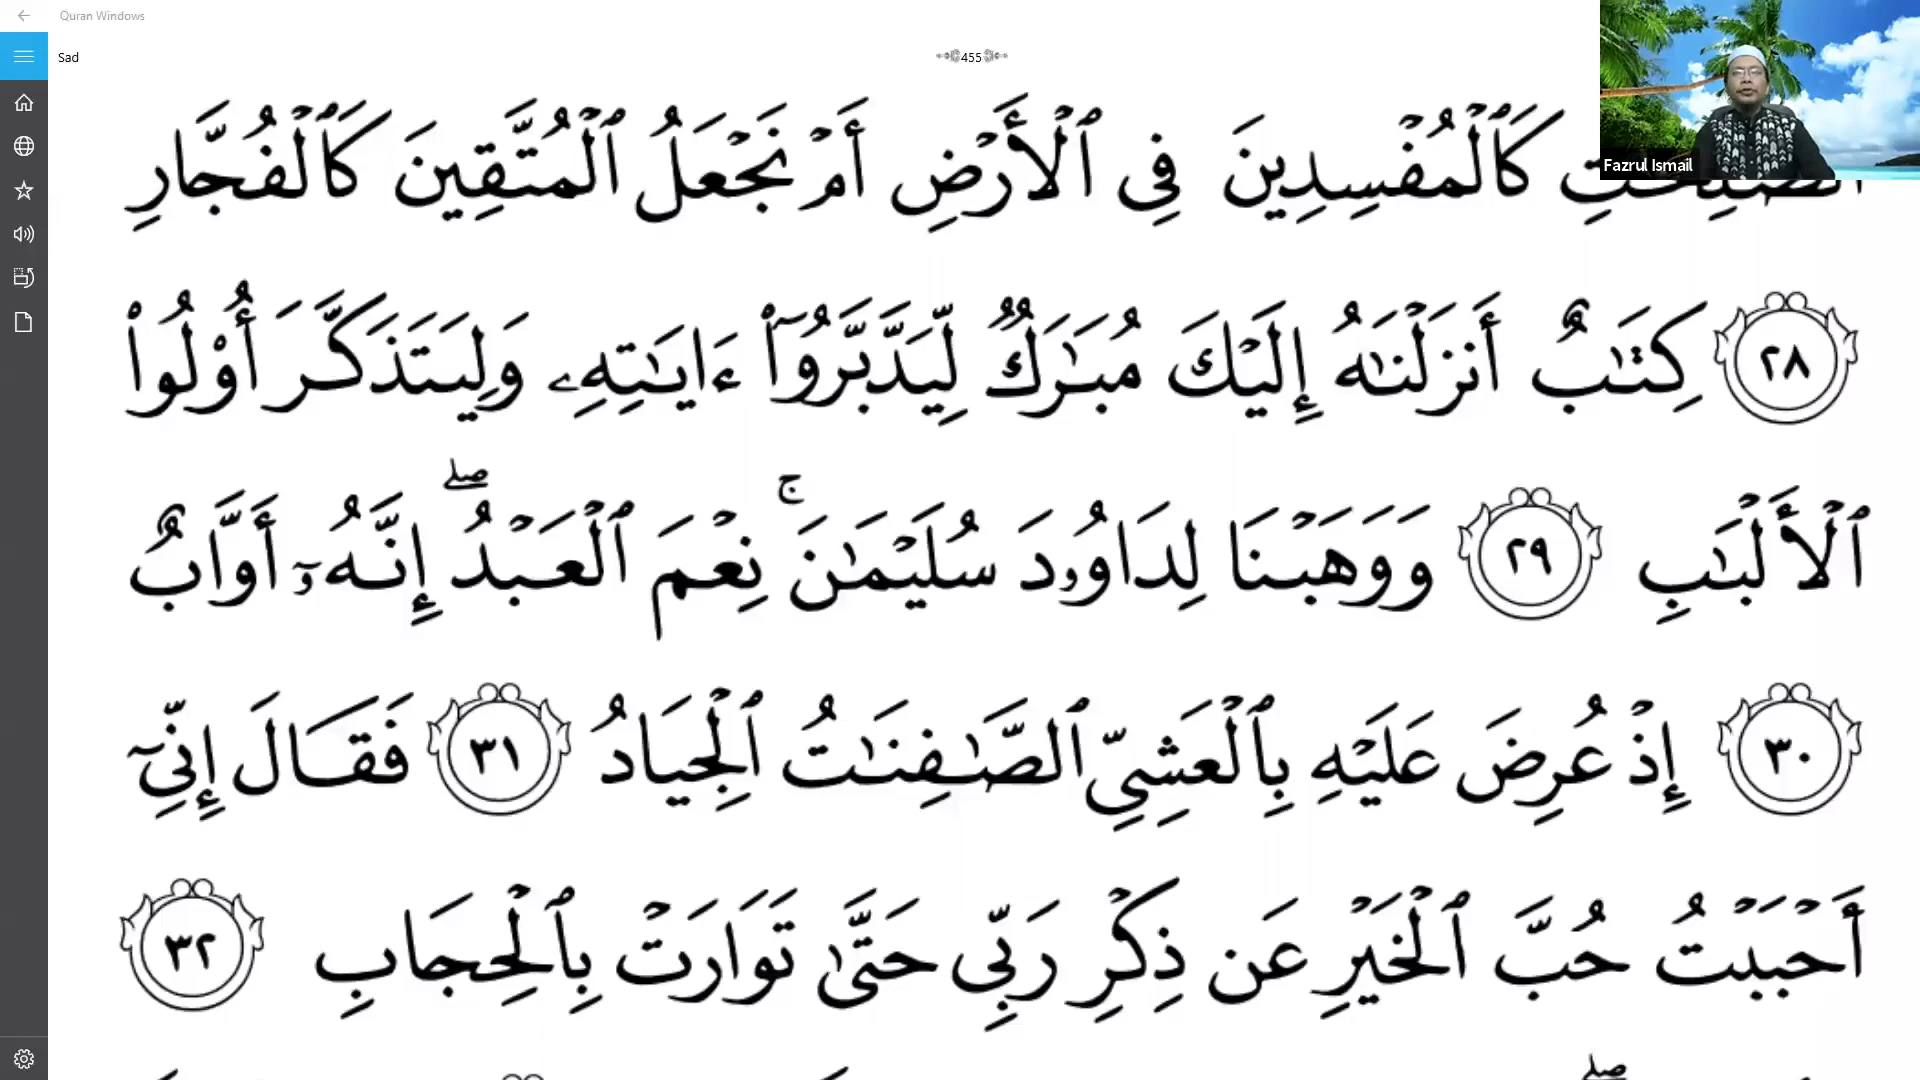 Quran Windows
Sad
455
Fazrul Ismail
كَٱلْمُفْسِدِينَ فِى ٱلْأَرْضِ أَمْ نَجْعَلُ ٱلْمُتَّقِينَ كَٱلْفُجَّارِ
٢٨ كِتَـٰبٌ أَنزَلْنَـٰهُ إِلَيْكَ مُبَـٰرَكٌ لِّيَدَّبَّرُوٓا۟ ءَايَـٰتِهِۦ وَلِيَتَذَكَّرَ أُو۟لُوا۟
ٱلْأَلْبَـٰبِ ٢٩ وَوَهَبْنَا لِدَاوُۥدَ سُلَيْمَـٰنَ ۚ نِعْمَ ٱلْعَبْدُ ۖ إِنَّهُۥٓ أَوَّابٌ
٣٠ إِذْ عُرِضَ عَلَيْهِ بِٱلْعَشِىِّ ٱلصَّـٰفِنَـٰتُ ٱلْجِيَادُ ٣١ فَقَالَ إِنِّىٓ
أَحْبَبْتُ حُبَّ ٱلْخَيْرِ عَن ذِكْرِ رَبِّى حَتَّىٰ تَوَارَتْ بِٱلْحِجَابِ ٣٢